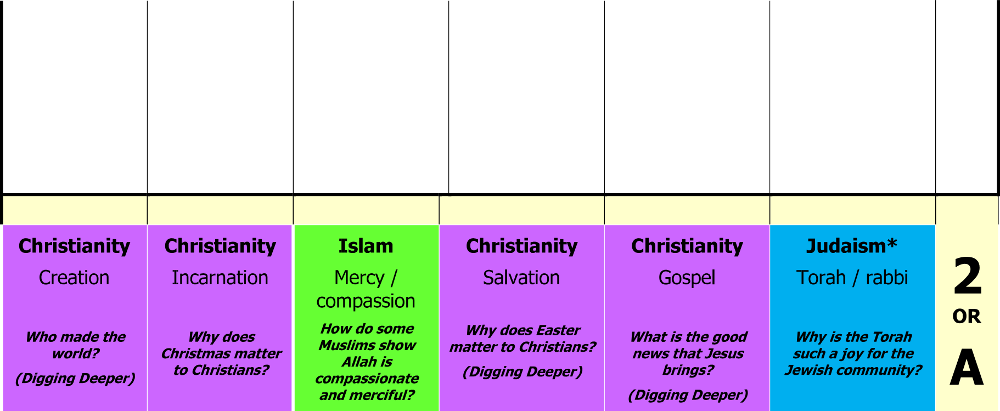 Christianity
Creation
Who made the
world?
(Digging Deeper)
Christianity
Incarnation
Why does
Christmas matter
to Christians?
Islam
Mercy /
compassion
How do some
Muslims show
Allah is
compassionate
and merciful?
Christianity
Salvation
Why does Easter
matter to Christians?
(Digging Deeper)
Christianity
Gospel
What is the good
news that Jesus
brings?
(Digging Deeper)
Judaism*
Torah / rabbi
Why is the Torah
such a joy for the
Jewish community?
2
OR
A